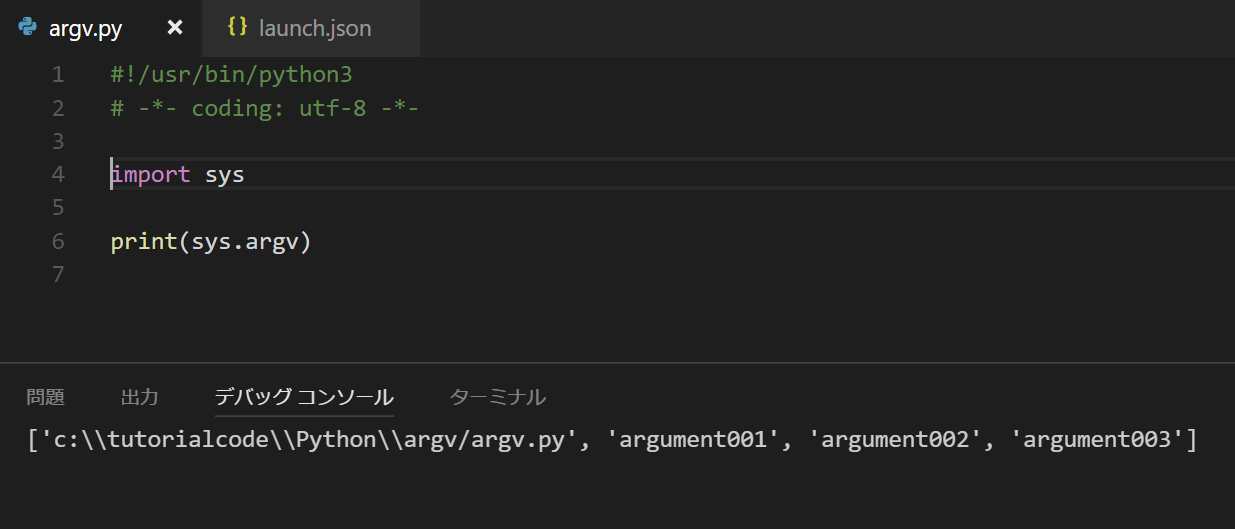 argv.py × {} launch.json
1 #!/usr/bin/python3
2 # -*- coding: utf-8 -*-
3
4 import sys
5
6 print(sys.argv)
7
問題 出力 デバッグ コンソール ターミナル
['c:\\tutorialcode\\Python\\argv/argv.py', 'argument001', 'argument002', 'argument003']